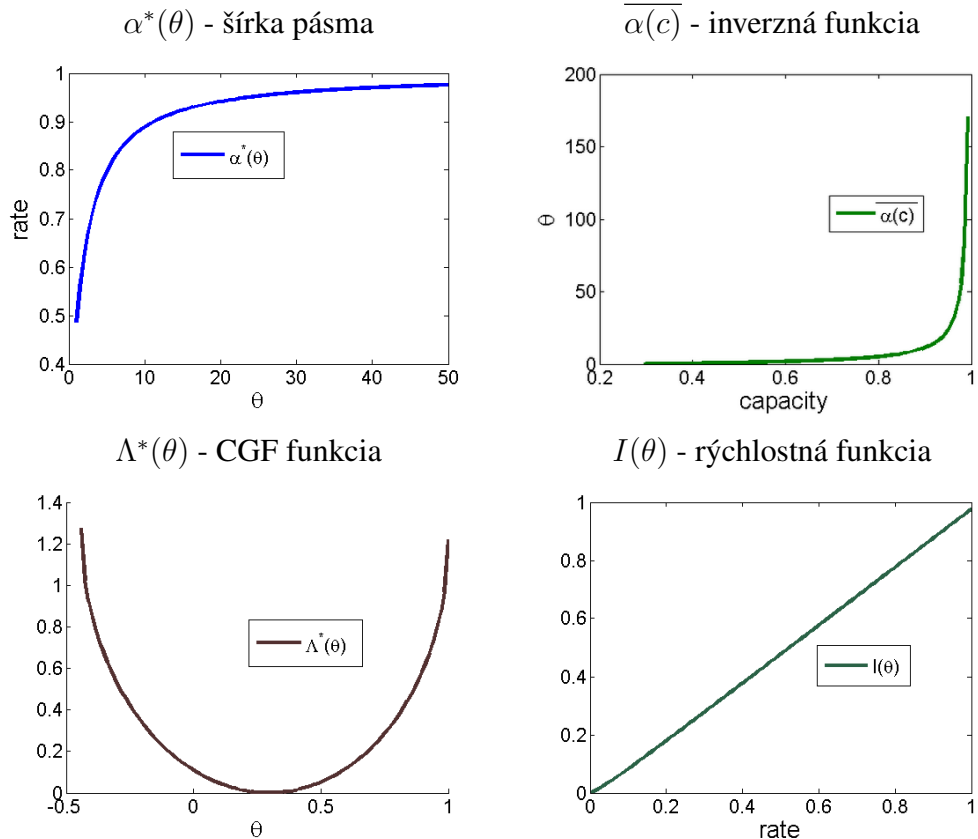 α*(θ) - šírka pásma
1
0.9
0.8
0.7
0.6
0.5
0.4
rate
α*(θ)
0 10 20 30 40 50
θ
α(c) - inverzná funkcia
200
150
100
50
0
θ
α(c)
0.2 0.4 0.6 0.8 1
capacity
Λ*(θ) - CGF funkcia
1.4
1.2
1
0.8
0.6
0.4
0.2
0
Λ*(θ)
-0.5 0 0.5 1
θ
I(θ) - rýchlostná funkcia
1
0.8
0.6
0.4
0.2
0
I(θ)
0 0.2 0.4 0.6 0.8 1
rate